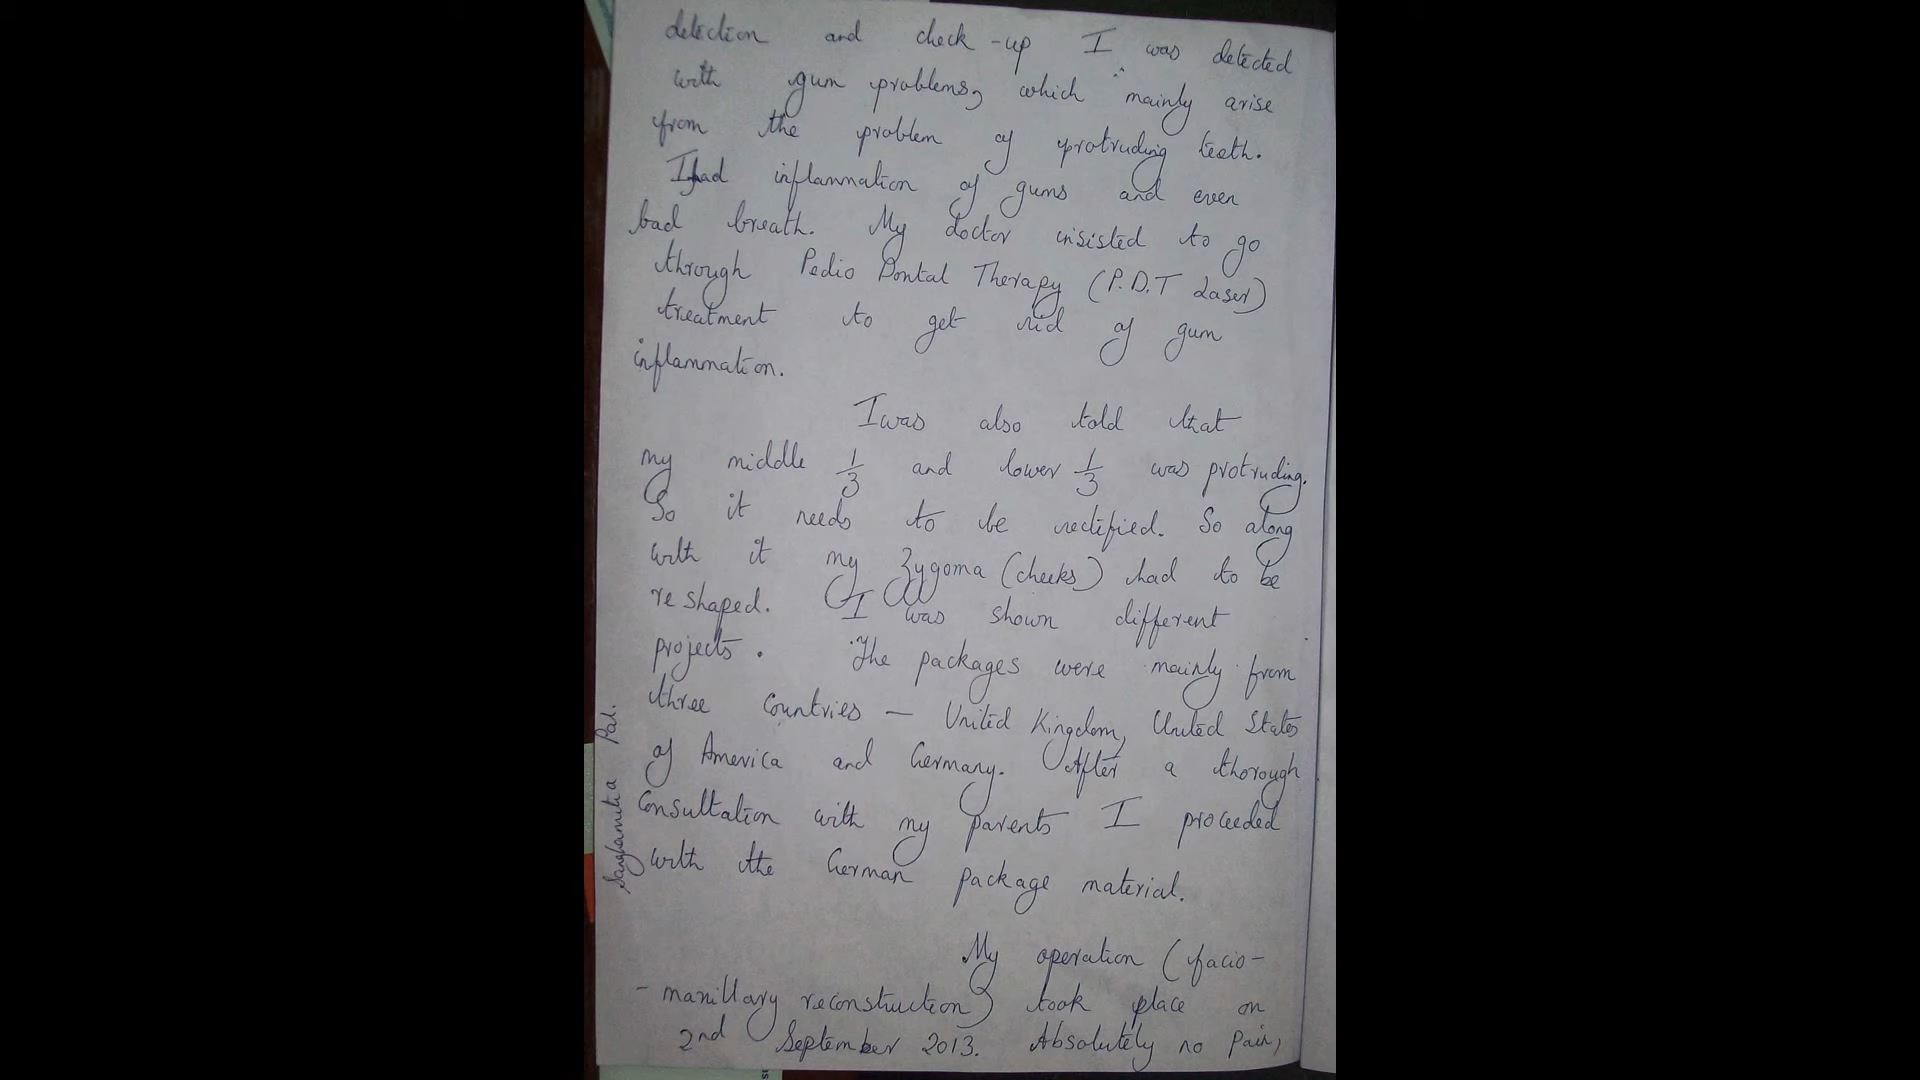 detection and check-up I was detected
with gum problems, which mainly arise
from the problem of protruding teeth.
I had inflammation of gums and even
bad breath. My doctor insisted to go
through Pedio Dontal Therapy (P.D.T Laser)
treatment to get rid of gum
inflammation.
I was also told that
my middle 1/3 and lower 1/3 was protruding.
So it needs to be rectified. So along
with it my Zygoma (cheeks) had to be
reshaped. I was shown different
projects. The packages were mainly from
three Countries — United Kingdom, United States
of America and Germany. After a thorough
Consultation with my parents I proceeded
with the German package material.
My operation (facio-
- maxillary reconstruction) took place on
2nd September 2013. Absolutely no pain,
Sanghamitra Pal.